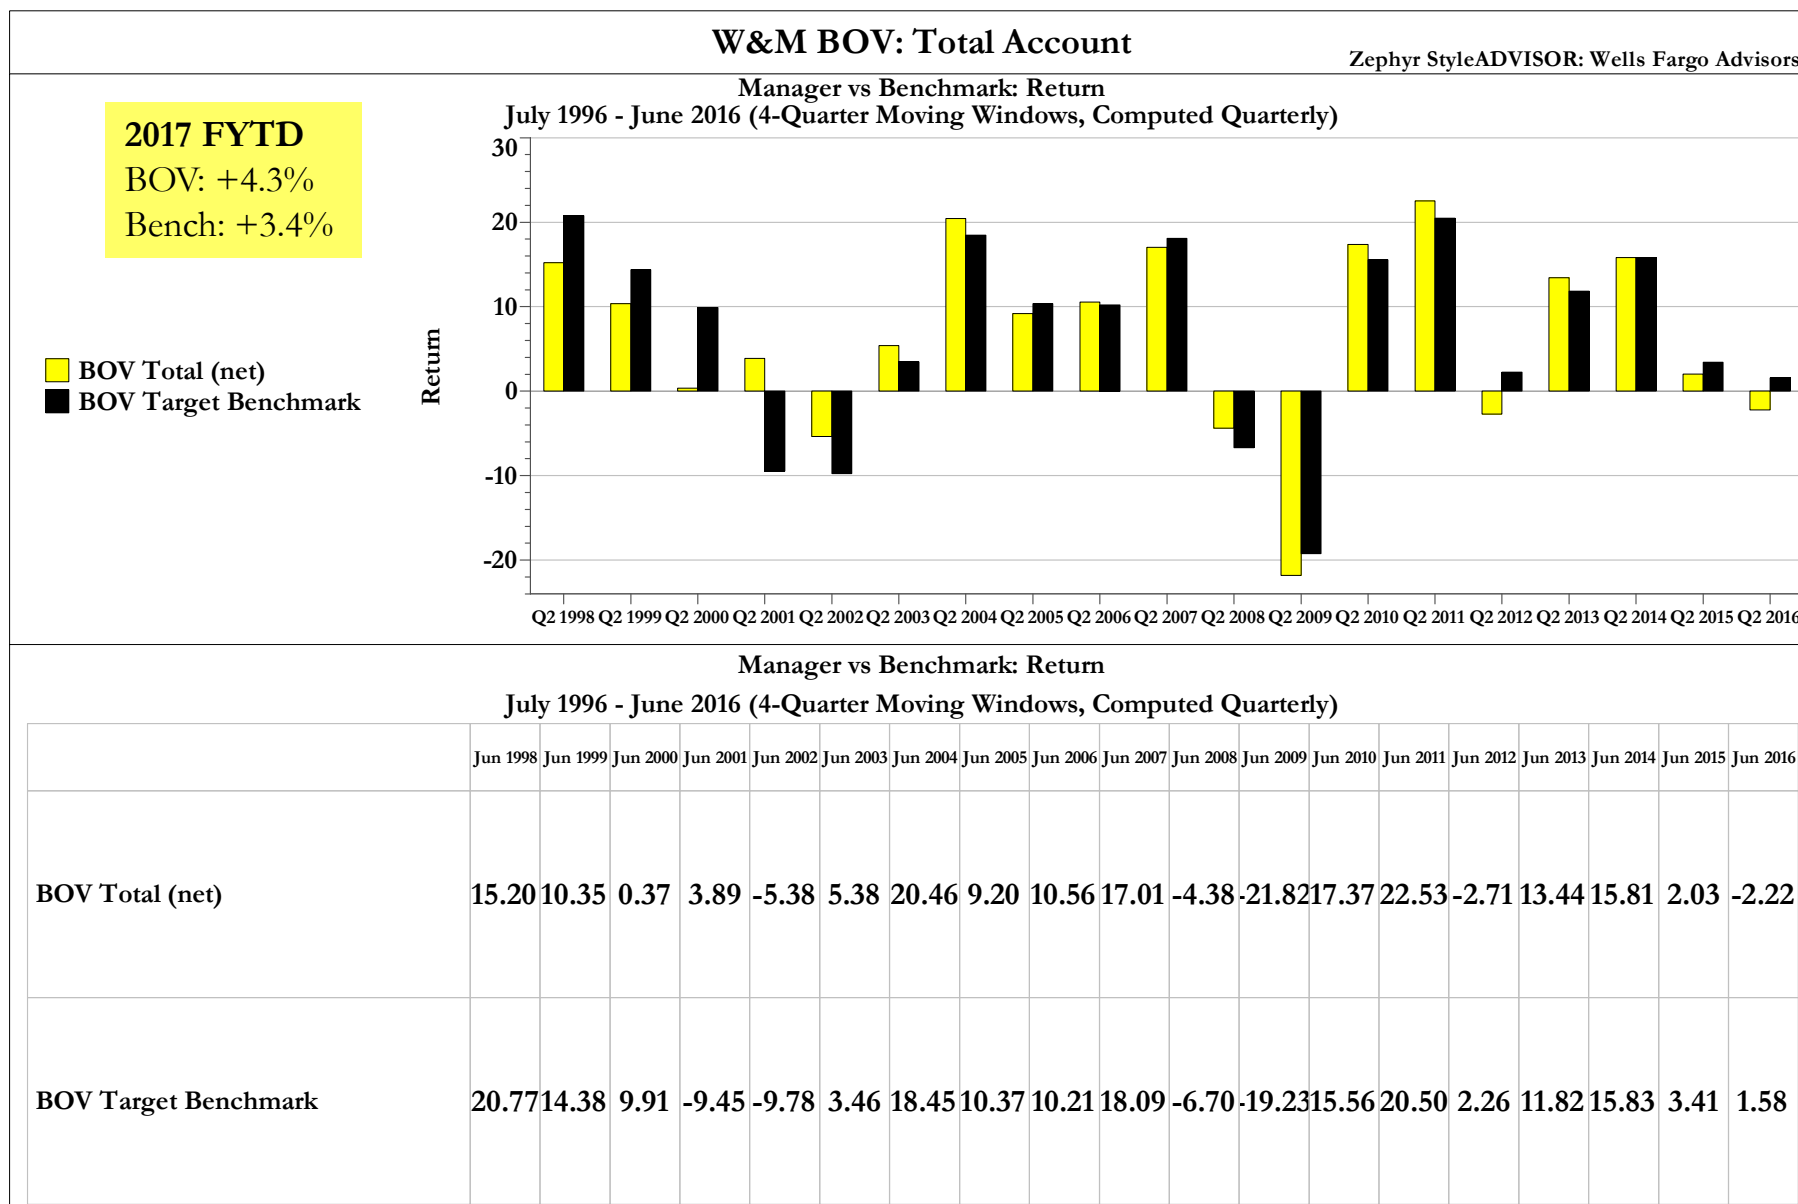 W&M BOV: Total Account
Zephyr StyleADVISOR: Wells Fargo Advisors
Manager vs Benchmark: Return
July 1996 - June 2016 (4-Quarter Moving Windows, Computed Quarterly)
2017 FYTD
BOV: +4.3%
Bench: +3.4%
BOV Total (net)
BOV Target Benchmark
Return
30
20
10
0
-10
-20
Q2 1998 Q2 1999 Q2 2000 Q2 2001 Q2 2002 Q2 2003 Q2 2004 Q2 2005 Q2 2006 Q2 2007 Q2 2008 Q2 2009 Q2 2010 Q2 2011 Q2 2012 Q2 2013 Q2 2014 Q2 2015 Q2 2016
Manager vs Benchmark: Return
July 1996 - June 2016 (4-Quarter Moving Windows, Computed Quarterly)
Jun 1998 Jun 1999 Jun 2000 Jun 2001 Jun 2002 Jun 2003 Jun 2004 Jun 2005 Jun 2006 Jun 2007 Jun 2008 Jun 2009 Jun 2010 Jun 2011 Jun 2012 Jun 2013 Jun 2014 Jun 2015 Jun 2016
BOV Total (net) 15.20 10.35 0.37 3.89 -5.38 5.38 20.46 9.20 10.56 17.01 -4.38 -21.82 17.37 22.53 -2.71 13.44 15.81 2.03 -2.22
BOV Target Benchmark 20.77 14.38 9.91 -9.45 -9.78 3.46 18.45 10.37 10.21 18.09 -6.70 -19.23 15.56 20.50 2.26 11.82 15.83 3.41 1.58